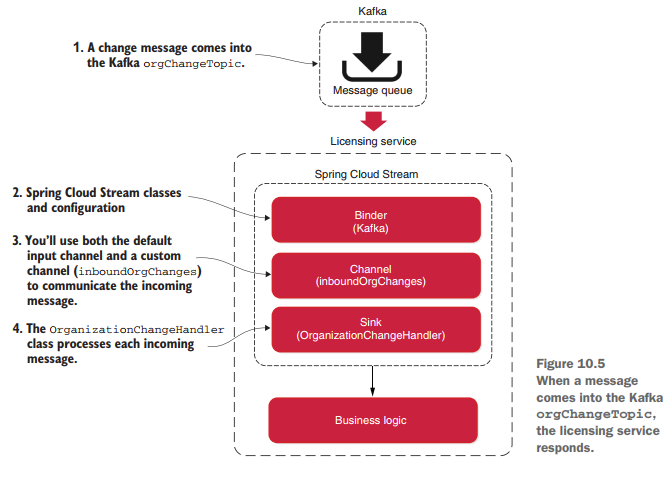 Kafka
1. A change message comes into
the Kafka orgChangeTopic.
Message queue
Licensing service
Spring Cloud Stream
2. Spring Cloud Stream classes
and configuration
Binder
(Kafka)
3. You'll use both the default
input channel and a custom
channel (inboundOrgChanges)
to communicate the incoming
message.
Channel
(inboundOrgChanges)
4. The OrganizationChangeHandler
class processes each incoming
message.
Sink
(OrganizationChangeHandler)
Business logic
Figure 10.5
When a message
comes into the Kafka
orgChangeTopic,
the licensing service
responds.